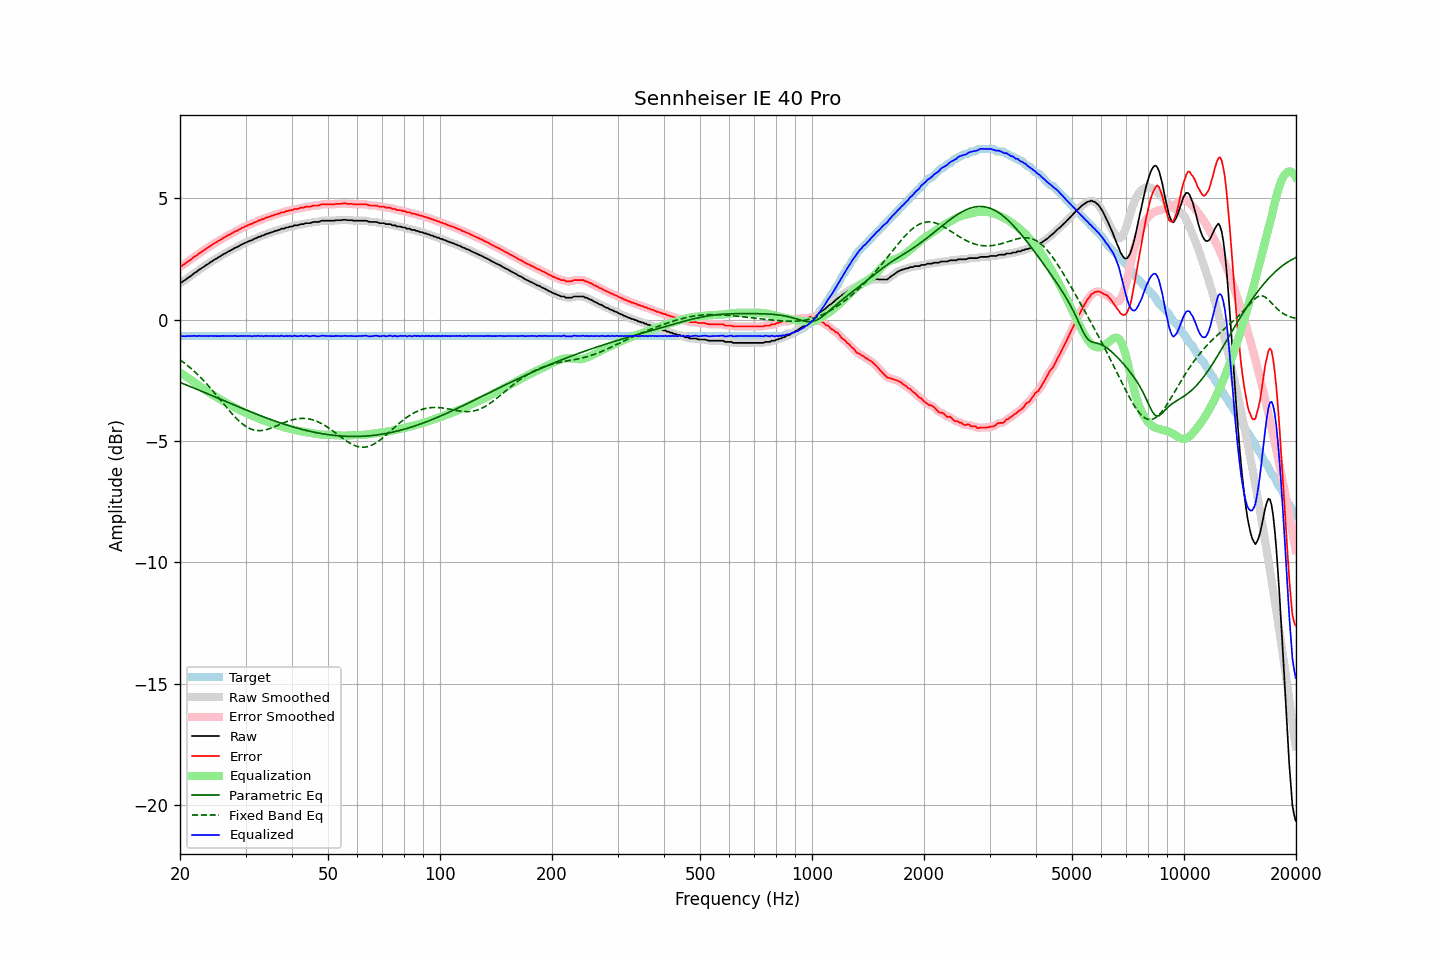 Sennheiser IE 40 Pro
Amplitude (dBr)
5
0
−5
−10
−15
−20
Target
Raw Smoothed
Error Smoothed
Raw
Error
Equalization
Parametric Eq
Fixed Band Eq
Equalized
20 50 100 200 500 1000 2000 5000 10000 20000
Frequency (Hz)